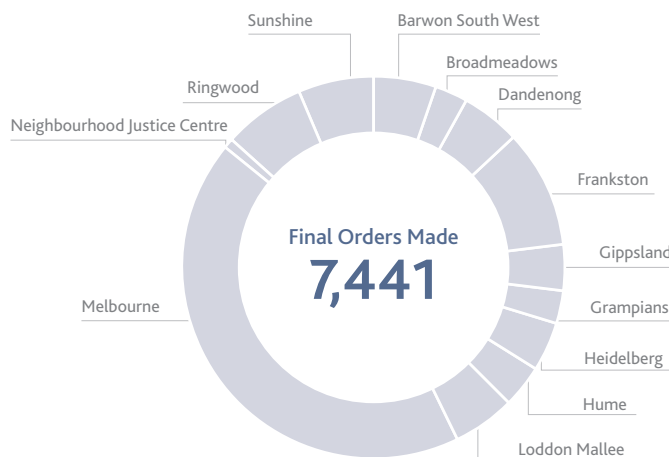 Sunshine
Barwon South West
Broadmeadows
Ringwood
Dandenong
Neighbourhood Justice Centre
Frankston
Final Orders Made
7,441
Gippsland
Melbourne
Grampians
Heidelberg
Hume
Loddon Mallee